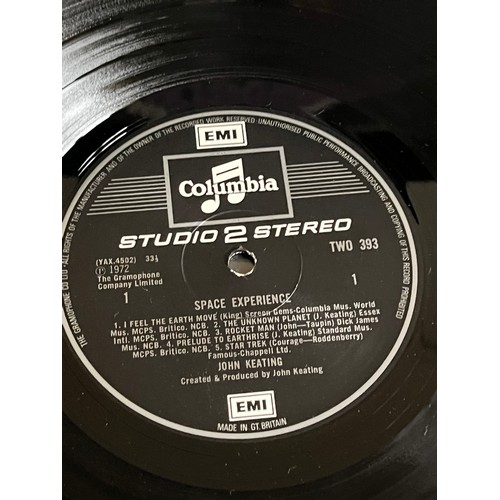 THE GRAMOPHONE CO LTD · ALL RIGHTS OF THE MANUFACTURER AND OF THE OWNER OF THE RECORDED WORK RESERVED · UNAUTHORISED PUBLIC PERFORMANCE BROADCASTING AND COPYING OF THIS RECORD PROHIBITED
EMI
Columbia
STUDIO 2 STEREO
(YAX.4502) 33⅓
TWO 393
Ⓟ 1972
The Gramophone
Company Limited
1
1
SPACE EXPERIENCE
1. I FEEL THE EARTH MOVE (King) Screen Gems-Columbia Mus. World
Mus. MCPS. Britico. NCB. 2. THE UNKNOWN PLANET (J. Keating) Essex
Intl. MCPS. Britico. NCB. 3. ROCKET MAN (John—Taupin) Dick James
Mus. NCB. 4. PRELUDE TO EARTHRISE (J. Keating) Standard Mus.
Mus. MCPS. Britico. NCB. 5. STAR TREK (Courage—Roddenberry)
Famous-Chappell Ltd.
JOHN KEATING
Created & Produced by John Keating
EMI
MADE IN GT. BRITAIN